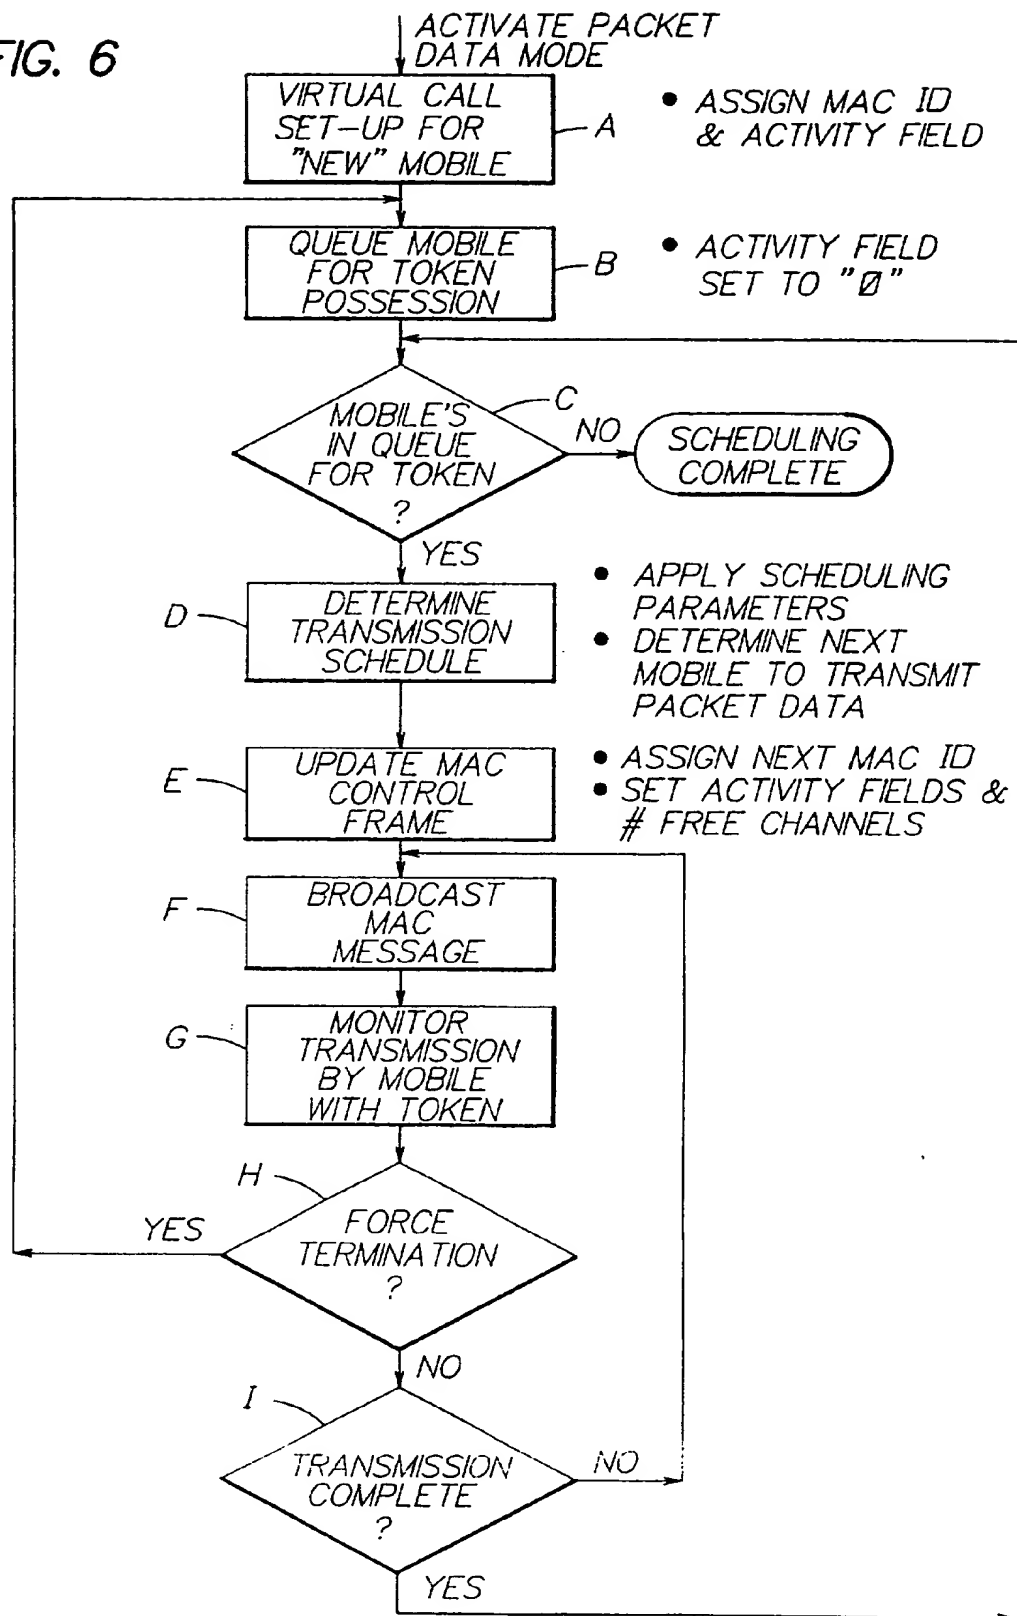 FIG. 6
ACTIVATE PACKET
DATA MODE
VIRTUAL CALL
SET-UP FOR
"NEW" MOBILE
A
• ASSIGN MAC ID
& ACTIVITY FIELD
QUEUE MOBILE
FOR TOKEN
POSSESSION
B
• ACTIVITY FIELD
SET TO "0"
MOBILE'S
IN QUEUE
FOR TOKEN
?
C
NO
SCHEDULING
COMPLETE
YES
DETERMINE
TRANSMISSION
SCHEDULE
D
• APPLY SCHEDULING
PARAMETERS
• DETERMINE NEXT
MOBILE TO TRANSMIT
PACKET DATA
UPDATE MAC
CONTROL
FRAME
E
• ASSIGN NEXT MAC ID
• SET ACTIVITY FIELDS &
# FREE CHANNELS
BROADCAST
MAC
MESSAGE
F
MONITOR
TRANSMISSION
BY MOBILE
WITH TOKEN
G
H
YES
FORCE
TERMINATION
?
NO
I
TRANSMISSION
COMPLETE
?
NO
YES